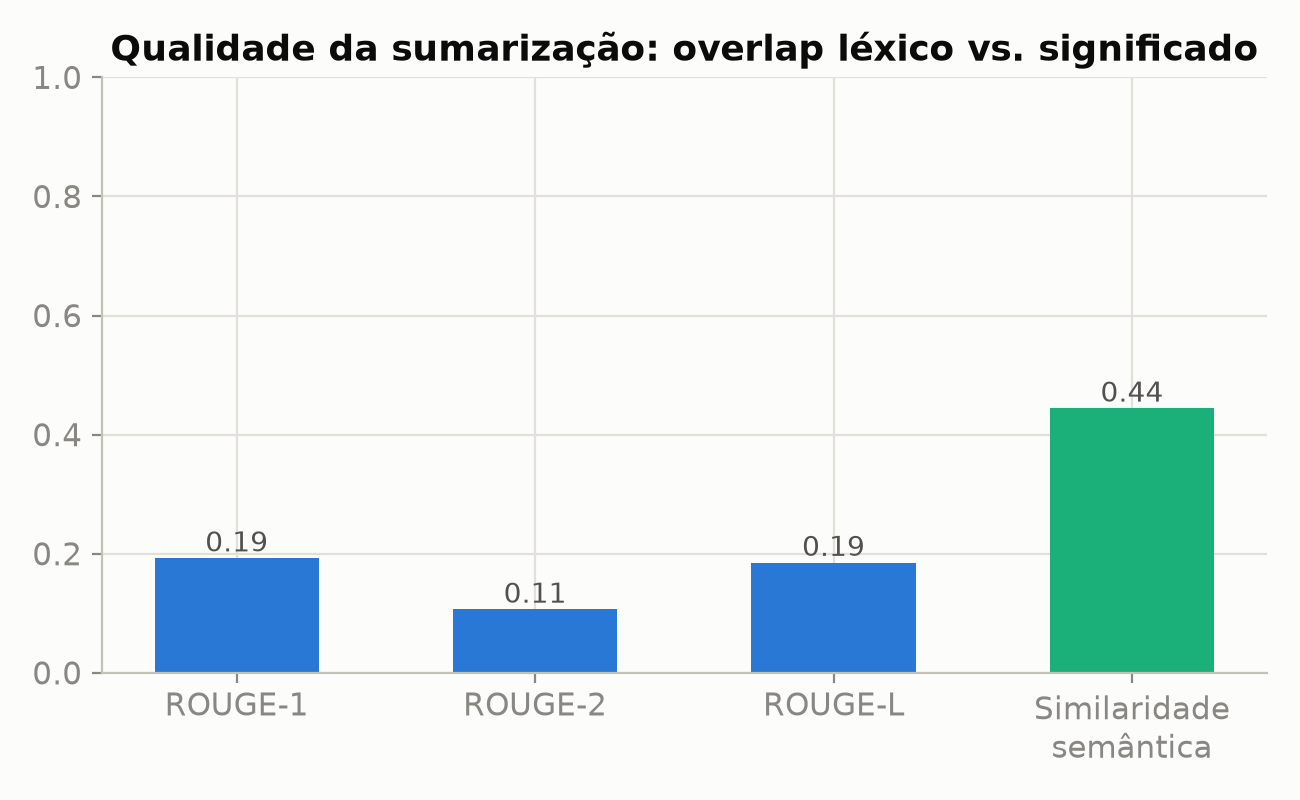 Qualidade da sumarização: overlap léxico vs. significado
1.0
0.8
0.6
0.4
0.2
0.0
0.19
0.11
0.19
0.44
ROUGE-1
ROUGE-2
ROUGE-L
Similaridade
semântica